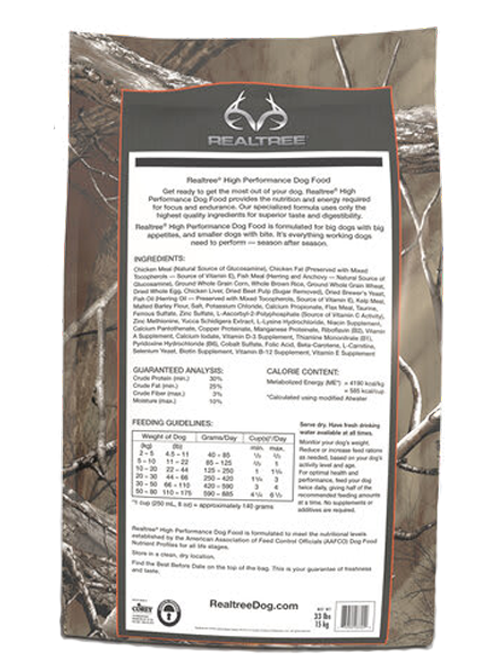 REALTREE
Realtree® High Performance Dog Food
Get ready to get the most out of your dog. Realtree® High
Performance Dog Food provides the nutrition and energy required
for focus and endurance. Our specialized formula uses only the
highest quality ingredients for superior taste and digestibility.
Realtree® High Performance Dog Food is formulated for big dogs with big
appetites, and smaller dogs with bite. It's everything working dogs
need to perform — season after season.
INGREDIENTS:
Chicken Meal (Natural Source of Glucosamine), Chicken Fat (Preserved with Mixed
Tocopherols — Source of Vitamin E), Fish Meal (Herring and Anchovy — Natural Source of
Glucosamine), Ground Whole Grain Corn, Whole Brown Rice, Ground Whole Grain Wheat,
Dried Whole Egg, Chicken Liver, Dried Beet Pulp (Sugar Removed), Dried Brewer's Yeast,
Fish Oil (Herring Oil — Preserved with Mixed Tocopherols, Source of Vitamin E), Kelp Meal,
Malted Barley Flour, Salt, Potassium Chloride, Calcium Propionate, Flax Meal, Taurine,
Ferrous Sulfate, Zinc Sulfate, L-Ascorbyl-2-Polyphosphate (Source of Vitamin C Activity),
Zinc Methionine, Yucca Schidigera Extract, L-Lysine Hydrochloride, Niacin Supplement,
Calcium Pantothenate, Copper Proteinate, Manganese Proteinate, Riboflavin (B2), Vitamin
A Supplement, Calcium Iodate, Vitamin D-3 Supplement, Thiamine Mononitrate (B1),
Pyridoxine Hydrochloride (B6), Cobalt Sulfate, Folic Acid, Beta-Carotene, L-Carnitine,
Selenium Yeast, Biotin Supplement, Vitamin B-12 Supplement, Vitamin E Supplement
GUARANTEED ANALYSIS:
Crude Protein (min.) 30%
Crude Fat (min.) 25%
Crude Fiber (max.) 3%
Moisture (max.) 10%
CALORIE CONTENT:
Metabolized Energy (ME*) = 4190 kcal/kg
= 585 kcal/cup
*Calculated using modified Atwater
FEEDING GUIDELINES:
Weight of Dog Grams/Day Cup(s)†/Day
(kg) (lb) min. max.
2 – 5 4.5 – 11 40 – 85
5 – 10 11 – 22 85 – 125 1
10 – 20 22 – 44 125 – 250 1 1¾
20 – 30 44 – 66 250 – 420 1¾ 3
30 – 50 66 – 110 420 – 590 3 4
50 – 80 110 – 175 590 – 885 4¼ 6½
†1 cup (250 mL, 8 oz) = approximately 140 grams
Serve dry. Have fresh drinking
water available at all times.
Monitor your dog's weight.
Reduce or increase feed rations
as needed, based on your dog's
activity level and age.
For optimal health and
performance, feed your dog
twice daily, giving half of the
recommended feeding amounts
at a time. No supplements or
additives are required.
Realtree® High Performance Dog Food is formulated to meet the nutritional levels
established by the American Association of Feed Control Officials (AAFCO) Dog Food
Nutrient Profiles for all life stages.
Store in a clean, dry location.
Find the Best Before Date on the top of the bag. This is your guarantee of freshness
and taste.
COREY
RealtreeDog.com
NET WT
33 lbs
15 kg